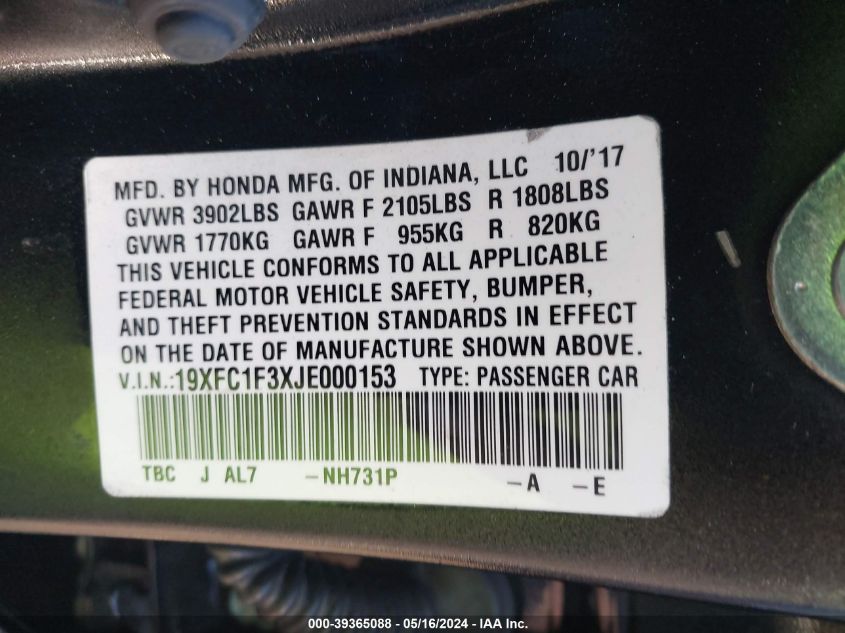 MFD. BY HONDA MFG. OF INDIANA, LLC 10/'17
GVWR 3902LBS GAWR F 2105LBS R 1808LBS
GVWR 1770KG GAWR F 955KG R 820KG
THIS VEHICLE CONFORMS TO ALL APPLICABLE
FEDERAL MOTOR VEHICLE SAFETY, BUMPER,
AND THEFT PREVENTION STANDARDS IN EFFECT
ON THE DATE OF MANUFACTURE SHOWN ABOVE.
V.I.N.:19XFC1F3XJE000153 TYPE: PASSENGER CAR
TBC J AL7 -NH731P -A -E
000-39365088 - 05/16/2024 - IAA Inc.